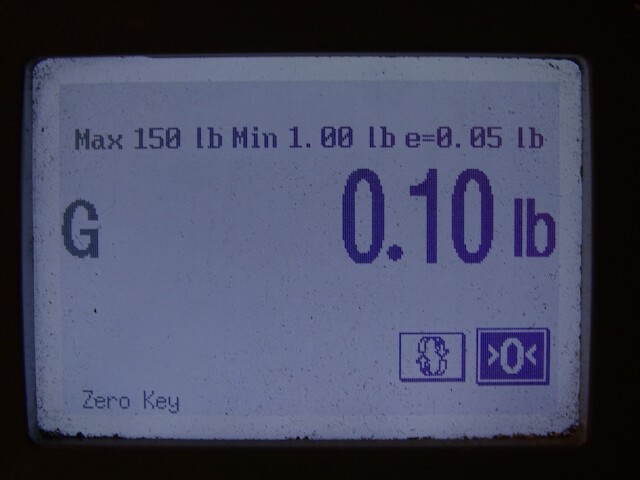 Max 150 lb Min 1.00 lb e=0.05 lb
G 0.10 lb
>0<
Zero Key